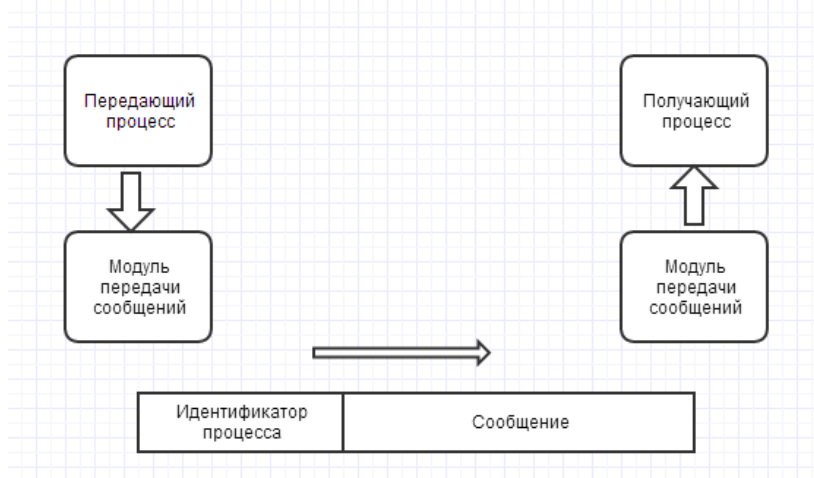 Передающий
процесс
Получающий
процесс
Модуль
передачи
сообщений
Модуль
передачи
сообщений
Идентификатор
процесса
Сообщение